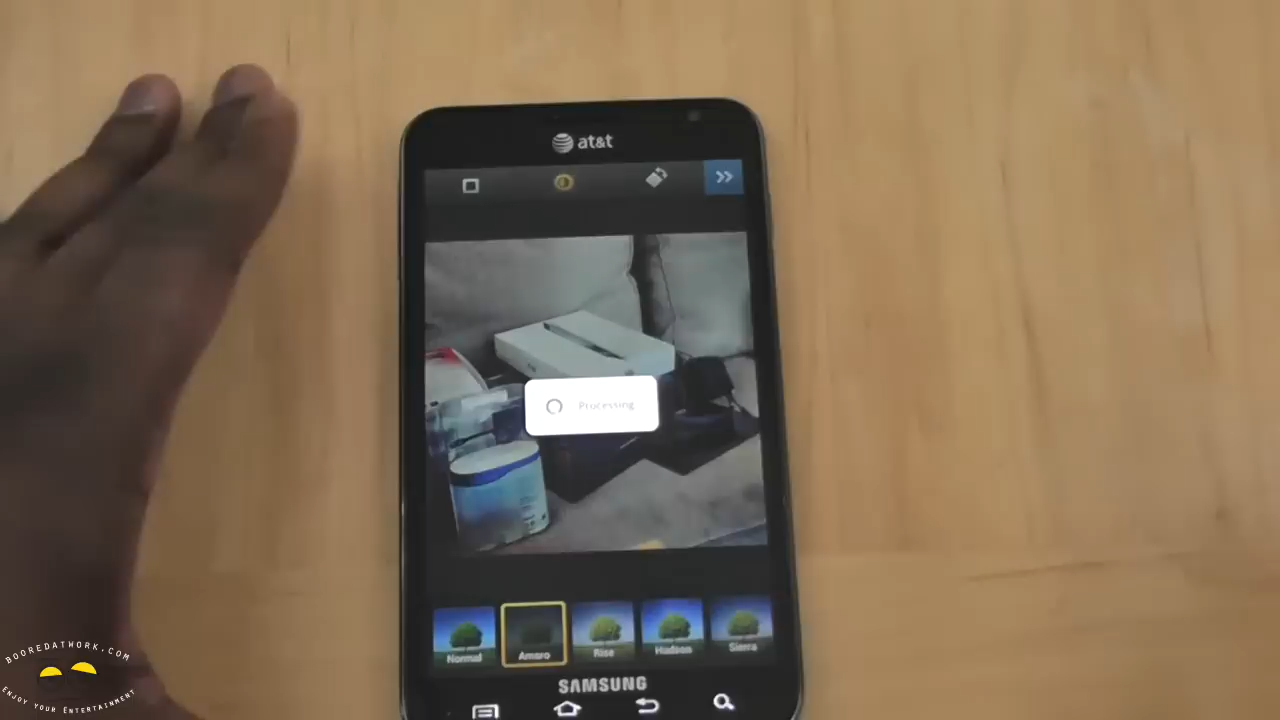 at&t
Processing
Normal
Amaro
Rise
Hudson
Sierra
SAMSUNG
BOOREDATWORK.COM
ENJOY YOUR ENTERTAINMENT